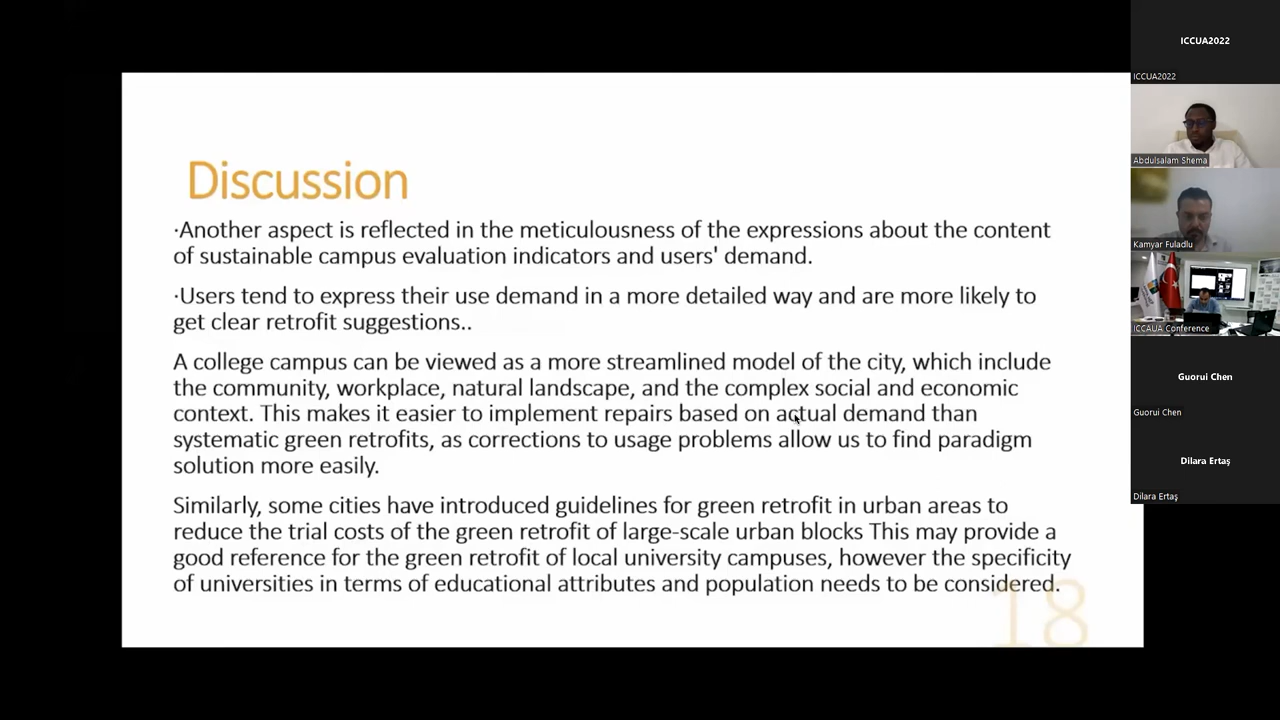 Discussion
·Another aspect is reflected in the meticulousness of the expressions about the content
of sustainable campus evaluation indicators and users' demand.
·Users tend to express their use demand in a more detailed way and are more likely to
get clear retrofit suggestions..
A college campus can be viewed as a more streamlined model of the city, which include
the community, workplace, natural landscape, and the complex social and economic
context. This makes it easier to implement repairs based on actual demand than
systematic green retrofits, as corrections to usage problems allow us to find paradigm
solution more easily.
Similarly, some cities have introduced guidelines for green retrofit in urban areas to
reduce the trial costs of the green retrofit of large-scale urban blocks This may provide a
good reference for the green retrofit of local university campuses, however the specificity
of universities in terms of educational attributes and population needs to be considered.
18
ICCUA2022
ICCUA2022
Abdulsalam Shema
Kamyar Fuladlu
ICCAUA Conference
Guorui Chen
Guorui Chen
Dilara Ertaş
Dilara Ertaş